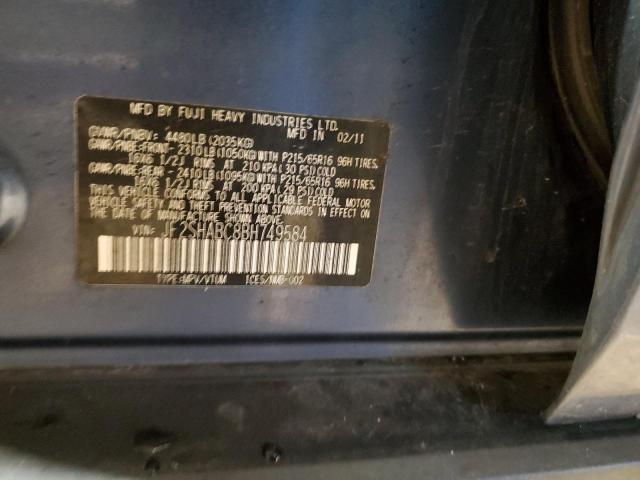 MFD BY FUJI HEAVY INDUSTRIES LTD.
MFD IN 02/11
GVWR/PNBV: 4480LB(2035KG)
GAWR/PNBE-FRONT- 2310LB(1050KG)WITH P215/65R16 96H TIRES.
16X6 1/2J RIMS AT 210 KPA(30 PSI)COLD
GAWR/PNBE-REAR- 2410LB(1095KG)WITH P215/65R16 96H TIRES.
16X6 1/2J RIMS AT 200 KPA(29 PSI)COLD
THIS VEHICLE CONFORMS TO ALL APPLICABLE FEDERAL MOTOR
VEHICLE SAFETY STANDARDS IN EFFECT ON THE DATE OF
MANUFACTURE SHOWN ABOVE.
VIN: JF2SHABC8BH749584
TYPE:MPV/VTUM ICES/NMB-002